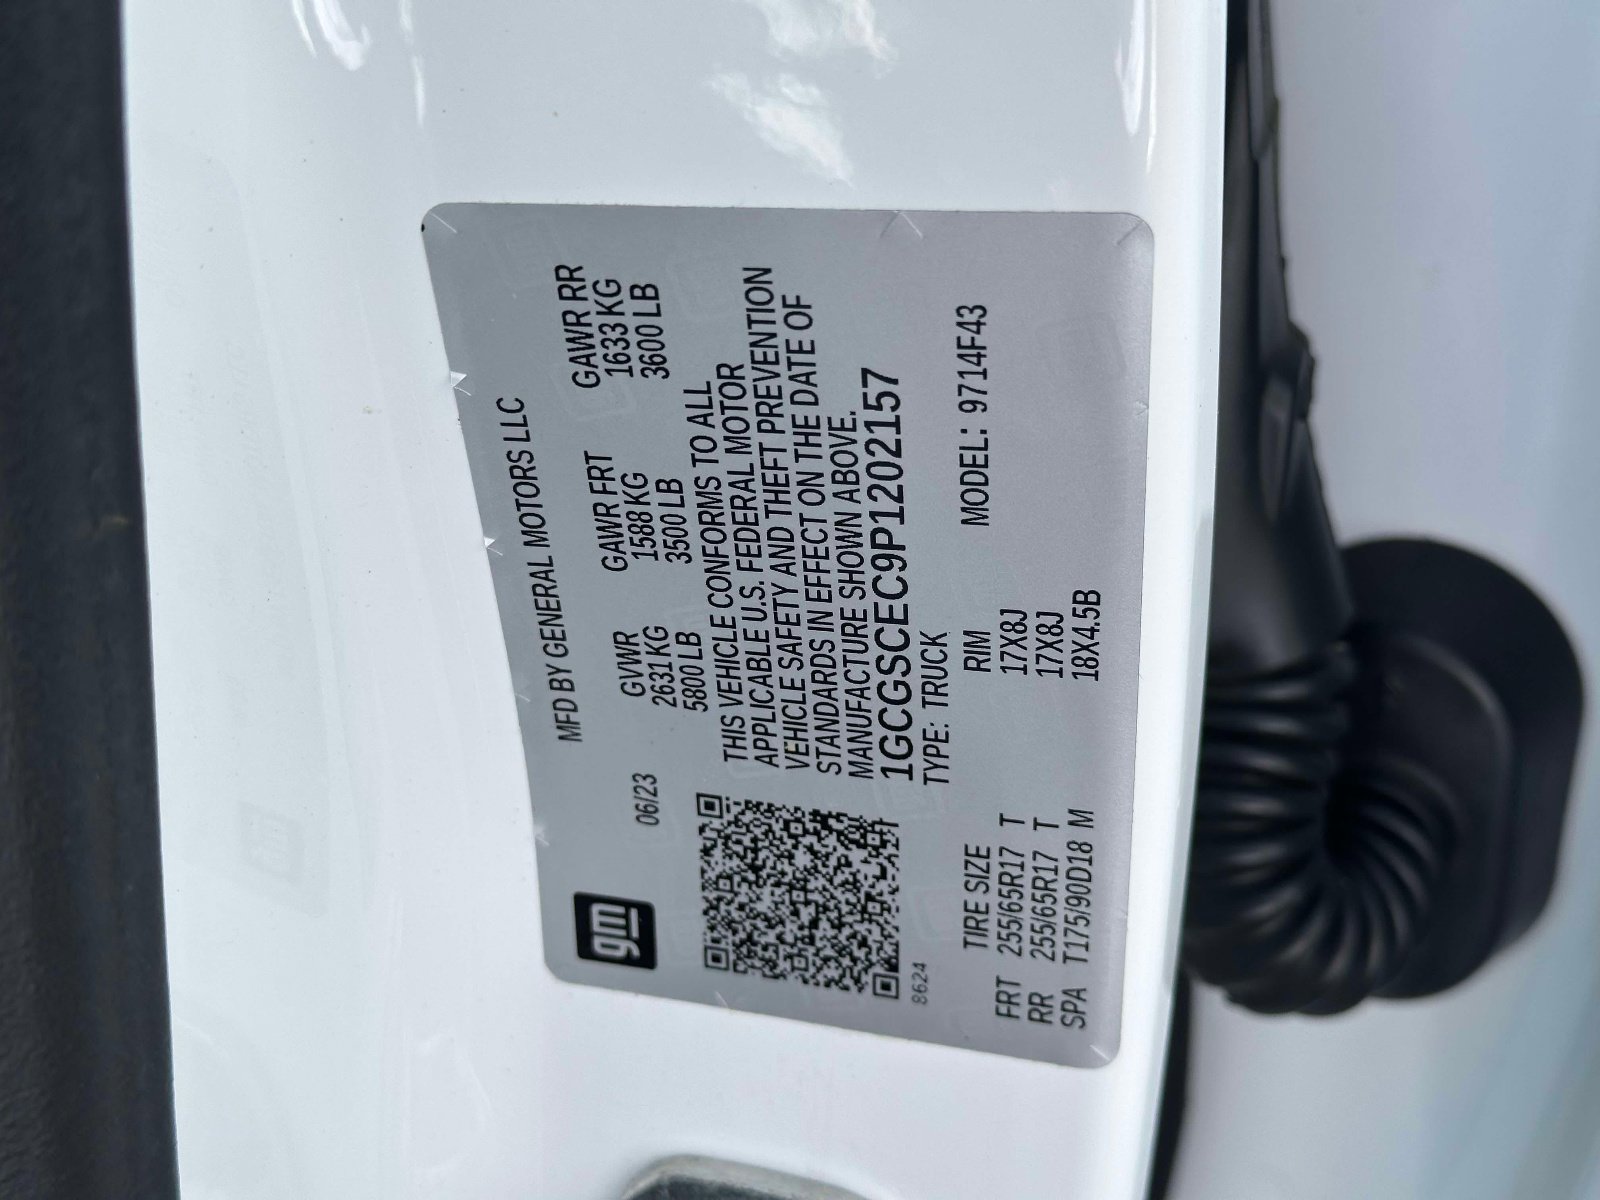 gm
MFD BY GENERAL MOTORS LLC
06/23
GVWR GAWR FRT GAWR RR
2631 KG 1588 KG 1633 KG
5800 LB 3500 LB 3600 LB
THIS VEHICLE CONFORMS TO ALL
APPLICABLE U.S. FEDERAL MOTOR
VEHICLE SAFETY AND THEFT PREVENTION
STANDARDS IN EFFECT ON THE DATE OF
MANUFACTURE SHOWN ABOVE.
1GCGSCEC9P1202157
8624
TYPE: TRUCK MODEL: 9714F43
TIRE SIZE RIM
FRT 255/65R17 T 17X8J
RR 255/65R17 T 17X8J
SPA T175/90D18 M 18X4.5B